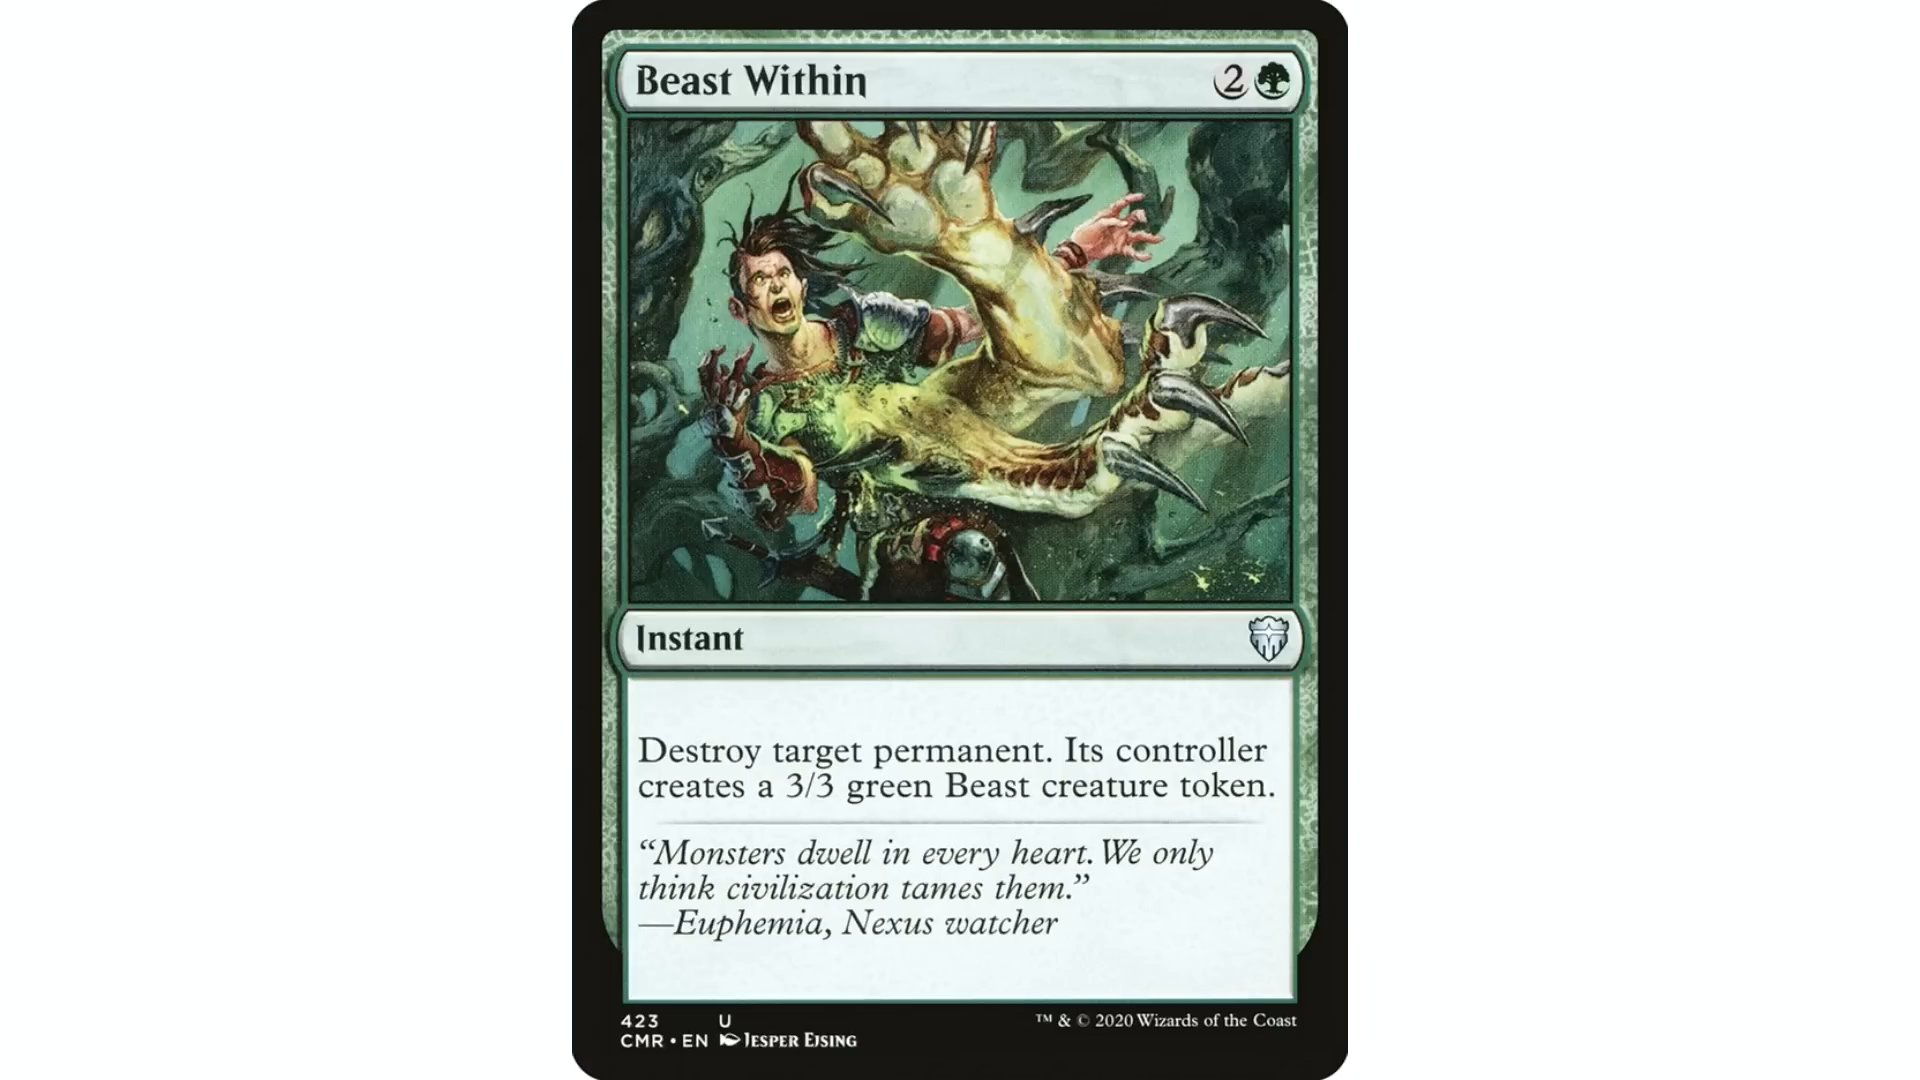 Beast Within
2
Instant
Destroy target permanent. Its controller
creates a 3/3 green Beast creature token.
“Monsters dwell in every heart. We only
think civilization tames them.”
—Euphemia, Nexus watcher
423 U
CMR • EN JESPER EJSING
™ & © 2020 Wizards of the Coast